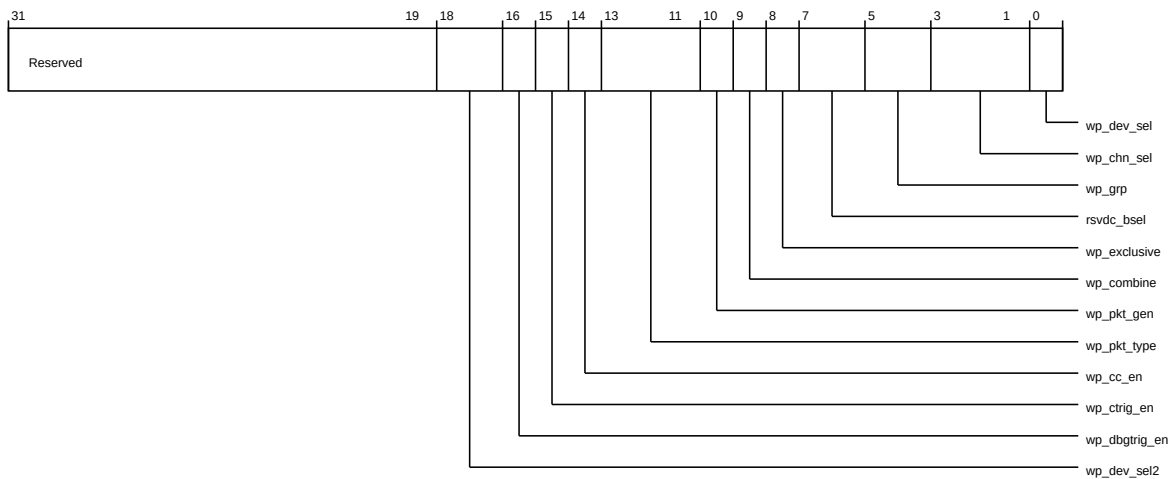 31 19 18 16 15 14 13 11 10 9 8 7 5 3 1 0
Reserved
wp_dev_sel
wp_chn_sel
wp_grp
rsvdc_bsel
wp_exclusive
wp_combine
wp_pkt_gen
wp_pkt_type
wp_cc_en
wp_ctrig_en
wp_dbgtrig_en
wp_dev_sel2